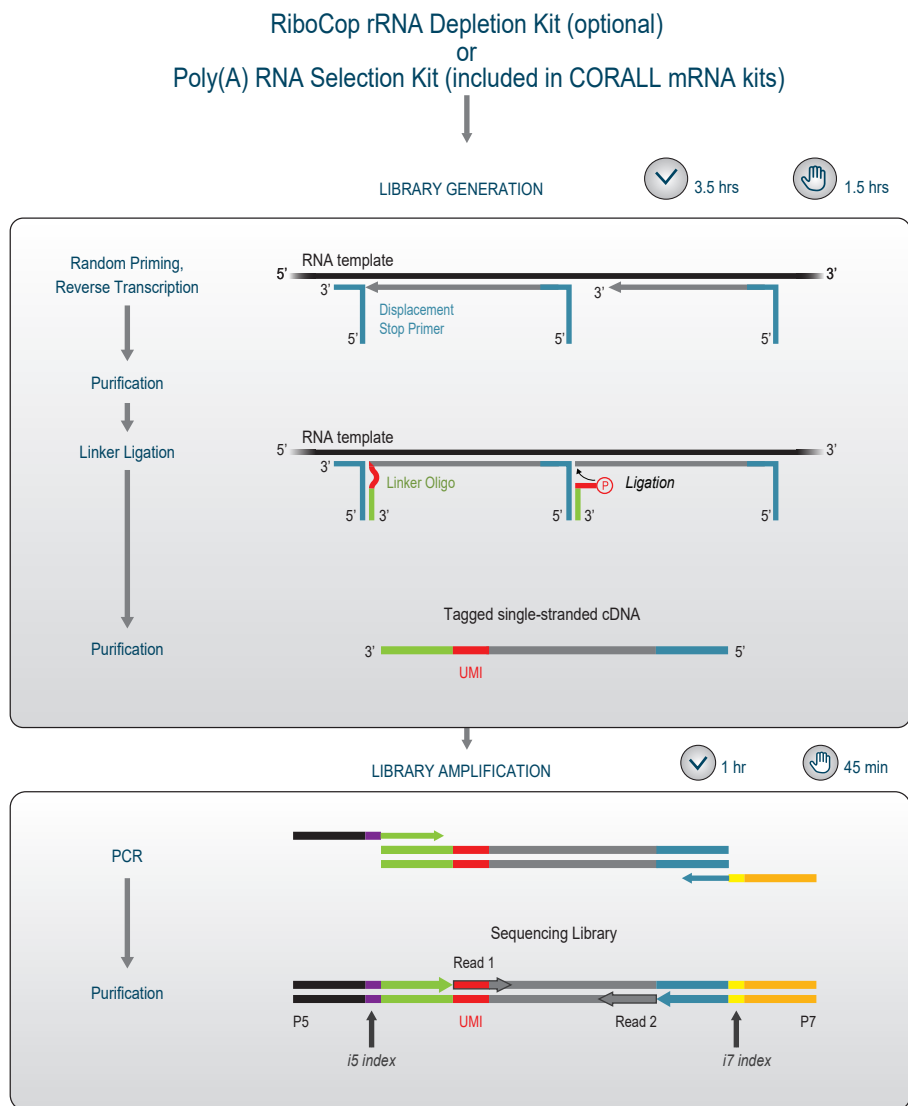 RiboCop rRNA Depletion Kit (optional)
or
Poly(A) RNA Selection Kit (included in CORALL mRNA kits)
LIBRARY GENERATION
3.5 hrs
1.5 hrs
Random Priming,
Reverse Transcription
RNA template
5’
3’
3’
3’
Displacement
Stop Primer
5’
5’
5’
Purification
Linker Ligation
RNA template
5’
3’
3’
Linker Oligo
P
Ligation
5’
3’
5’
3’
5’
Tagged single-stranded cDNA
Purification
3’
5’
UMI
LIBRARY AMPLIFICATION
1 hr
45 min
PCR
Sequencing Library
Read 1
Purification
P5
UMI
Read 2
P7
i5 index
i7 index